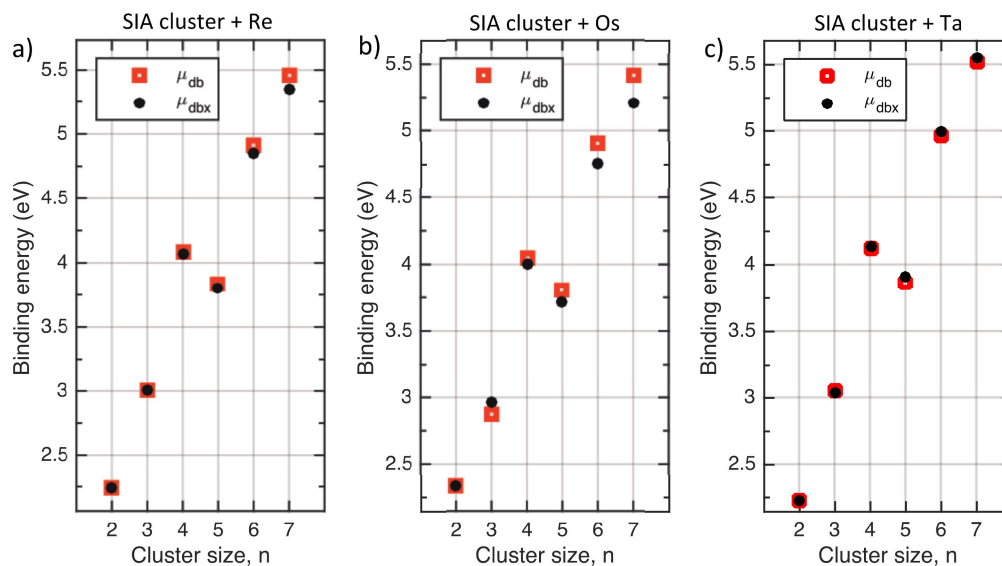 SIA cluster + Re
a)
μdb
μdbx
5.5
5
4.5
4
3.5
3
2.5
Binding energy (eV)
2 3 4 5 6 7
Cluster size, n
SIA cluster + Os
b)
μdb
μdbx
5.5
5
4.5
4
3.5
3
2.5
Binding energy (eV)
2 3 4 5 6 7
Cluster size, n
SIA cluster + Ta
c)
μdb
μdbx
5.5
5
4.5
4
3.5
3
2.5
Binding energy (eV)
2 3 4 5 6 7
Cluster size, n